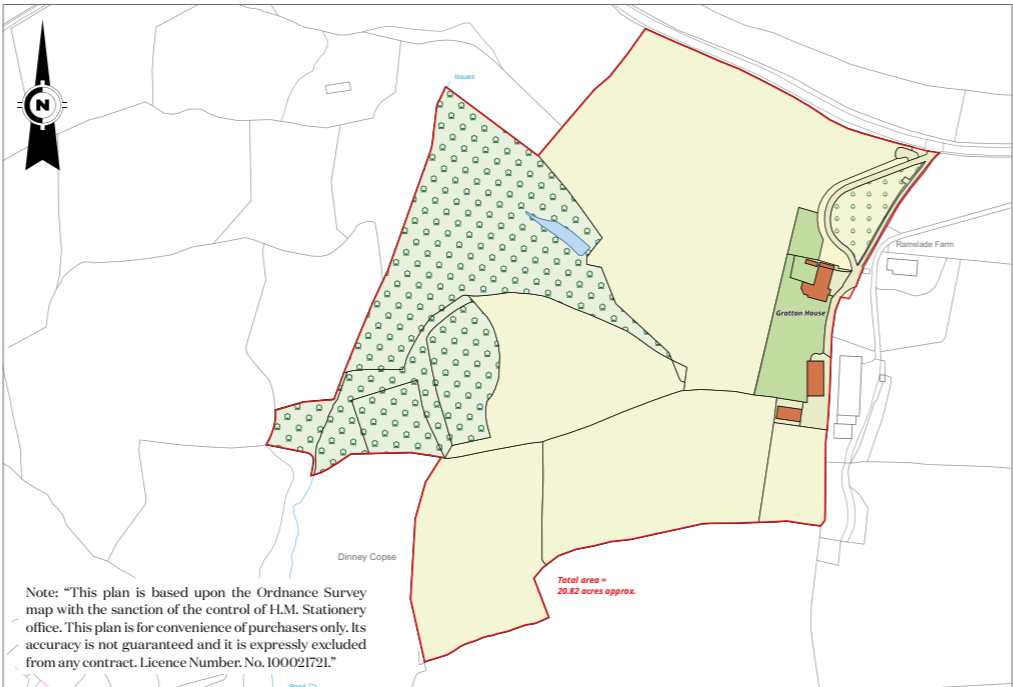 Issues
N
Ramslade Farm
Gratton House
Dinney Copse
Total area =
20.82 acres approx.
Note: “This plan is based upon the Ordnance Survey
map with the sanction of the control of H.M. Stationery
office. This plan is for convenience of purchasers only. Its
accuracy is not guaranteed and it is expressly excluded
from any contract. Licence Number. No. 100021721.”